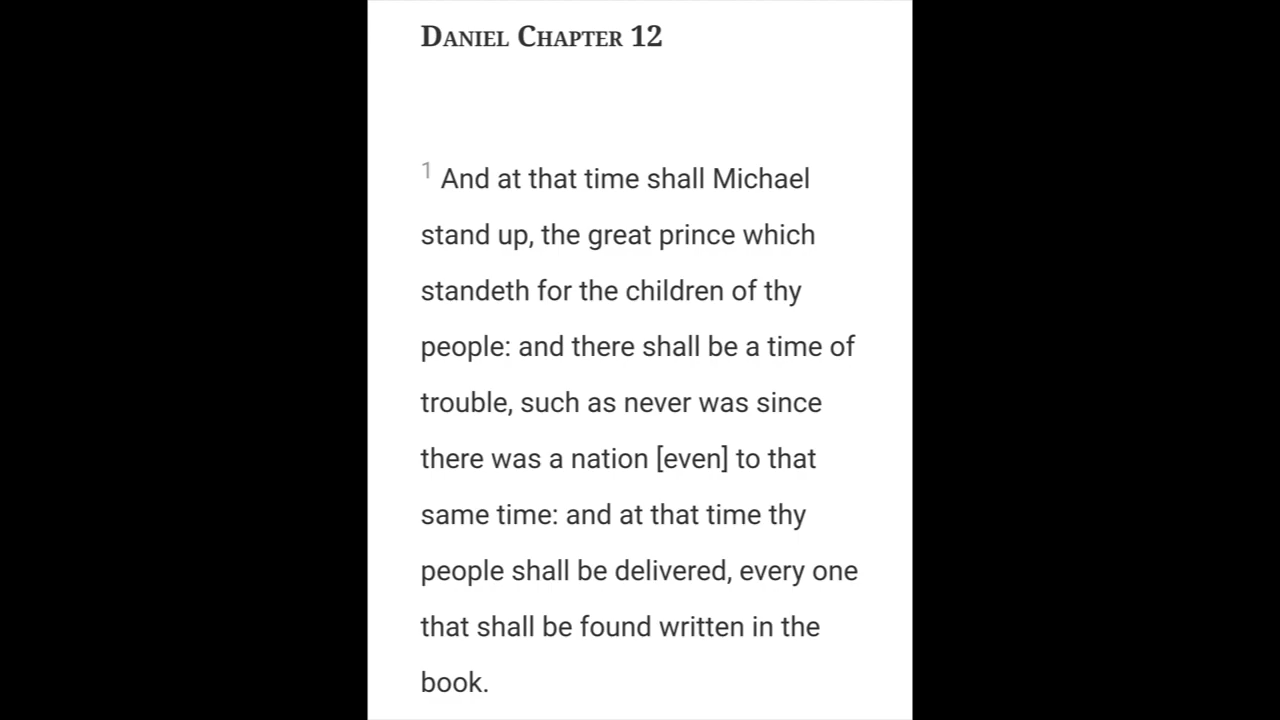 Daniel Chapter 12
1 And at that time shall Michael
stand up, the great prince which
standeth for the children of thy
people: and there shall be a time of
trouble, such as never was since
there was a nation [even] to that
same time: and at that time thy
people shall be delivered, every one
that shall be found written in the
book.